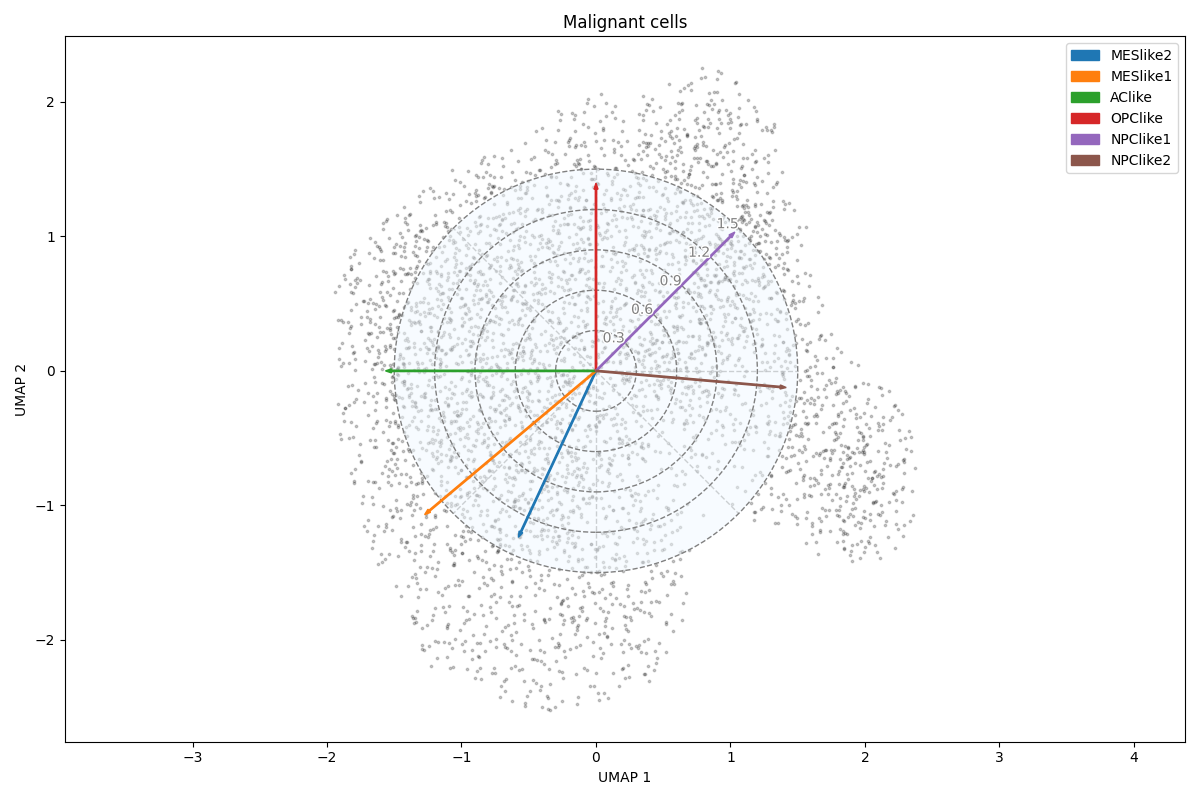 Malignant cells
MESlike2
MESlike1
AClike
OPClike
NPClike1
NPClike2
2
1
0
−1
−2
UMAP 2
1.5
1.2
0.9
0.6
0.3
−3 −2 −1 0 1 2 3 4
UMAP 1